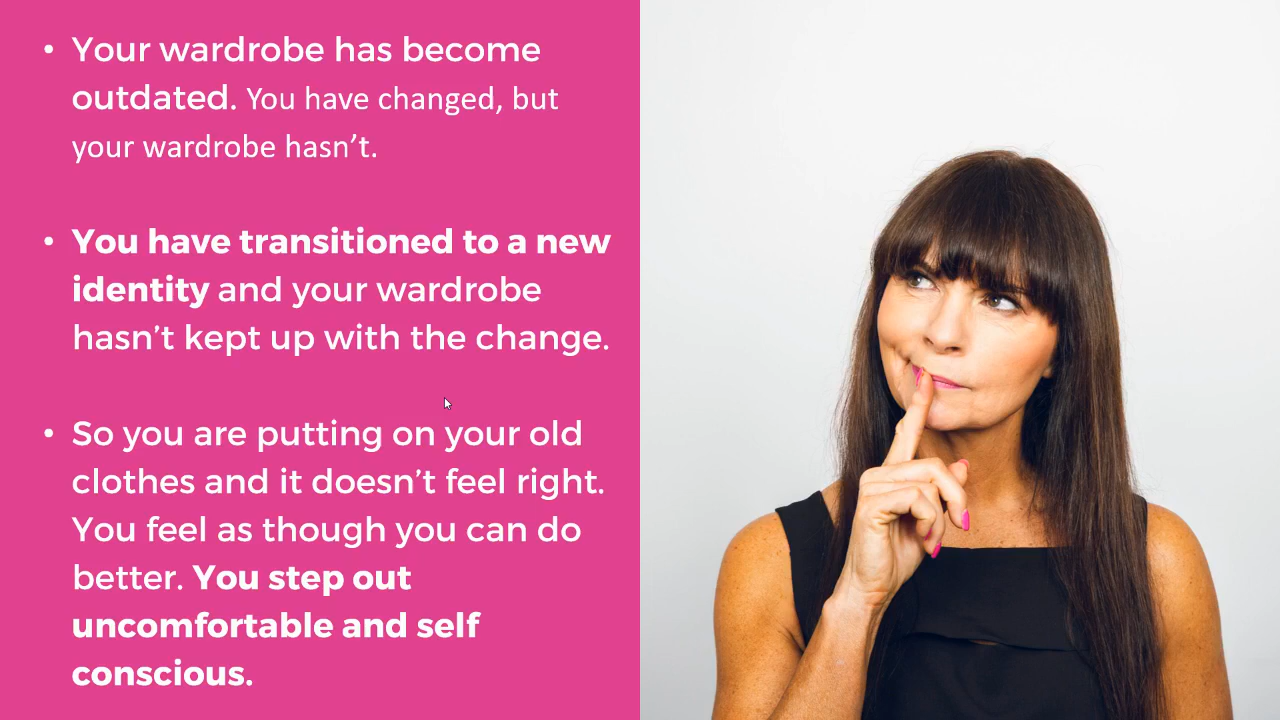 • Your wardrobe has become
outdated. You have changed, but
your wardrobe hasn’t.
• You have transitioned to a new
identity and your wardrobe
hasn’t kept up with the change.
• So you are putting on your old
clothes and it doesn’t feel right.
You feel as though you can do
better. You step out
uncomfortable and self
conscious.